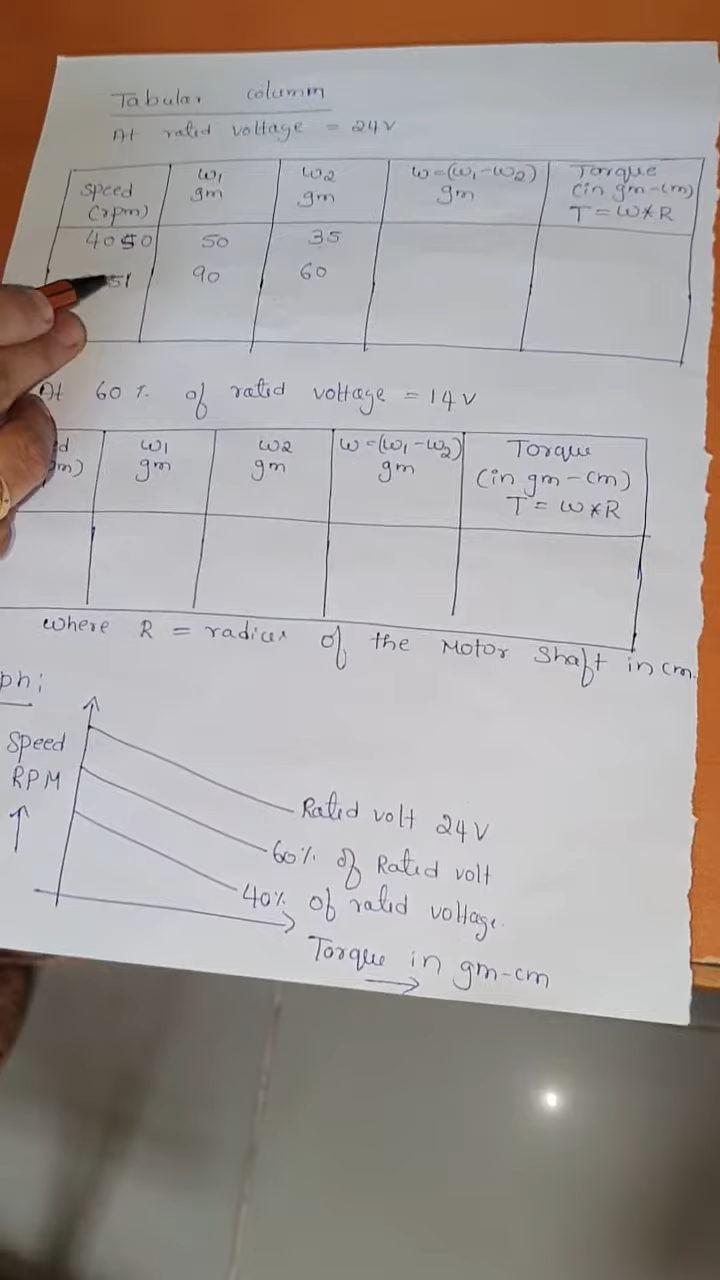 Tabular column
At rated voltage = 24V
Speed (rpm) w1 gm w2 gm w=(w1-w2) gm Torque (in gm-cm) T = w*R
4050 50 35
51 90 60
At 60 % of rated voltage = 14V
w1 gm w2 gm w=(w1-w2) gm Torque (in gm-cm) T = w*R
where R = radius of the Motor Shaft in cm.
Speed RPM
Rated volt 24V
60% of Rated volt
40% of rated voltage.
Torque in gm-cm